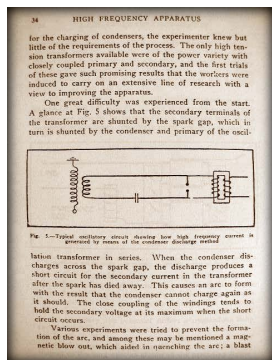 34 HIGH FREQUENCY APPARATUS
for the charging of condensers, the experimenter knew but
little of the requirements of the process. The only high ten-
sion transformers available were of the power variety with
closely coupled primary and secondary, and the first trials
of these gave such promising results that the workers were
induced to carry on an extensive line of research with a
view to improving the apparatus.
One great difficulty was experienced from the start.
A glance at Fig. 5 shows that the secondary terminals of
the transformer are shunted by the spark gap, which in
turn is shunted by the condenser and primary of the oscil-
Fig. 5.—Typical oscillatory circuit showing how high frequency current is
generated by means of the condenser discharge method
lation transformer in series. When the condenser dis-
charges across the spark gap, the discharge produces a
short circuit for the secondary current in the transformer
after the spark has died away. This causes an arc to form
with the result that the condenser cannot charge again as
it should. The close coupling of the windings tends to
hold the secondary voltage at its maximum when the short
circuit occurs.
Various experiments were tried to prevent the forma-
tion of the arc, and among these may be mentioned a mag-
netic blow out, which aided in quenching the arc; a blast